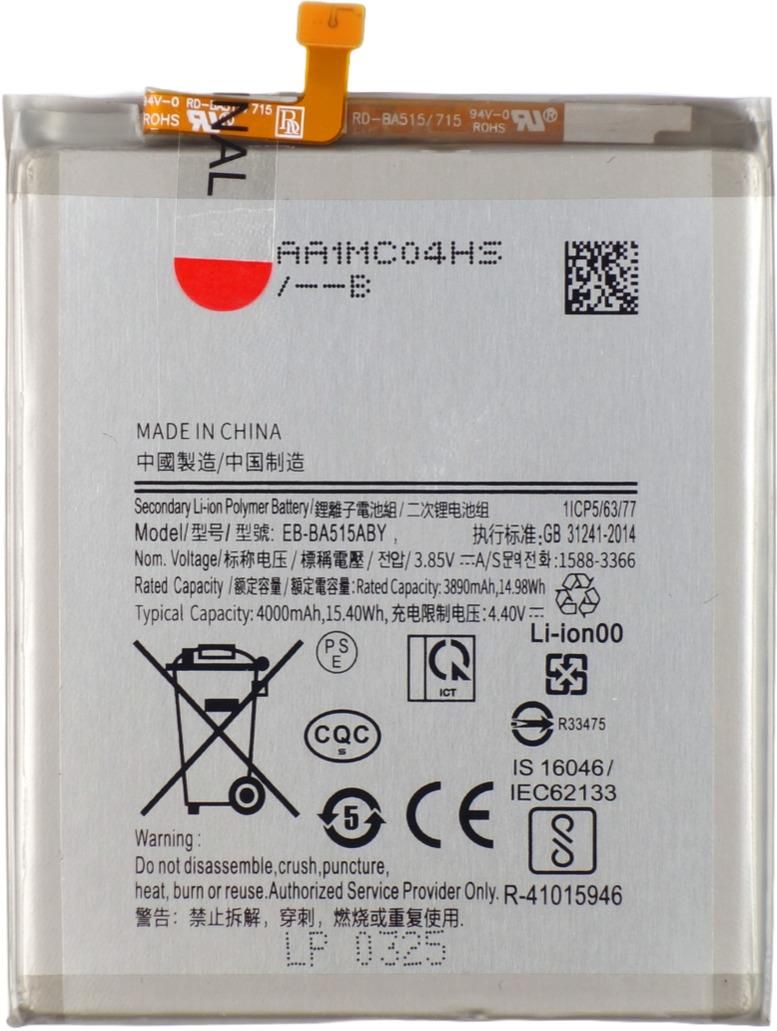 94V-0 RD-BA515/715
ROHS
RD-BA515/715 94V-0
ROHS
NAL
AA1MC04HS
/--B
MADE IN CHINA
中國製造/中国制造
Secondary Li-ion Polymer Battery/鋰離子電池組/二次锂电池组 1ICP5/63/77
Model/型号/型號: EB-BA515ABY , 执行标准:GB 31241-2014
Nom. Voltage/标称电压/標稱電壓/전압/3.85V⎓A/S문의전화:1588-3366
Rated Capacity /额定容量/額定電容量:Rated Capacity: 3890mAh,14.98Wh
Typical Capacity: 4000mAh,15.40Wh, 充电限制电压:4.40V⎓
Li-ion00
PS
E
ICT
CQC
S
R33475
IS 16046/
IEC62133
5
CE
Warning :
Do not disassemble,crush,puncture,
heat, burn or reuse.Authorized Service Provider Only. R-41015946
警告：禁止拆解，穿刺，燃烧或重复使用.
LP 0325